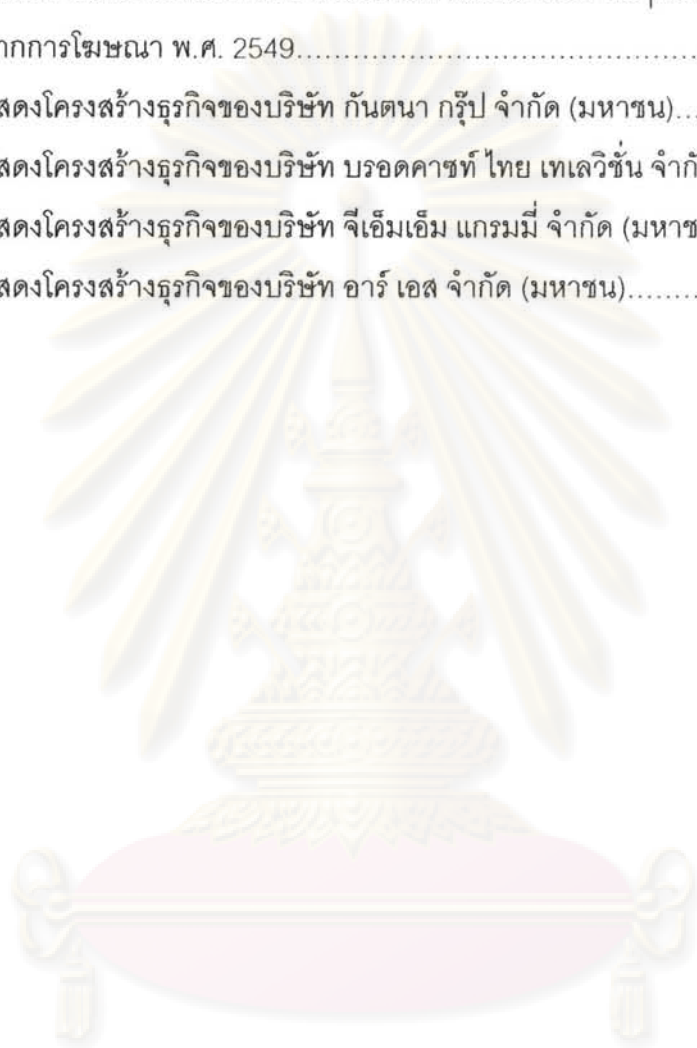 ากการโฆษณา พ.ศ. 2549..........................................
สดงโครงสร้างธุรกิจของบริษัท กันตนา กรุ๊ป จำกัด (มหาชน)...
สดงโครงสร้างธุรกิจของบริษัท บรอดคาซท์ ไทย เทเลวิชั่น จำกั
สดงโครงสร้างธุรกิจของบริษัท จีเอ็มเอ็ม แกรมมี่ จำกัด (มหาช
สดงโครงสร้างธุรกิจของบริษัท อาร์ เอส จำกัด (มหาชน)..........